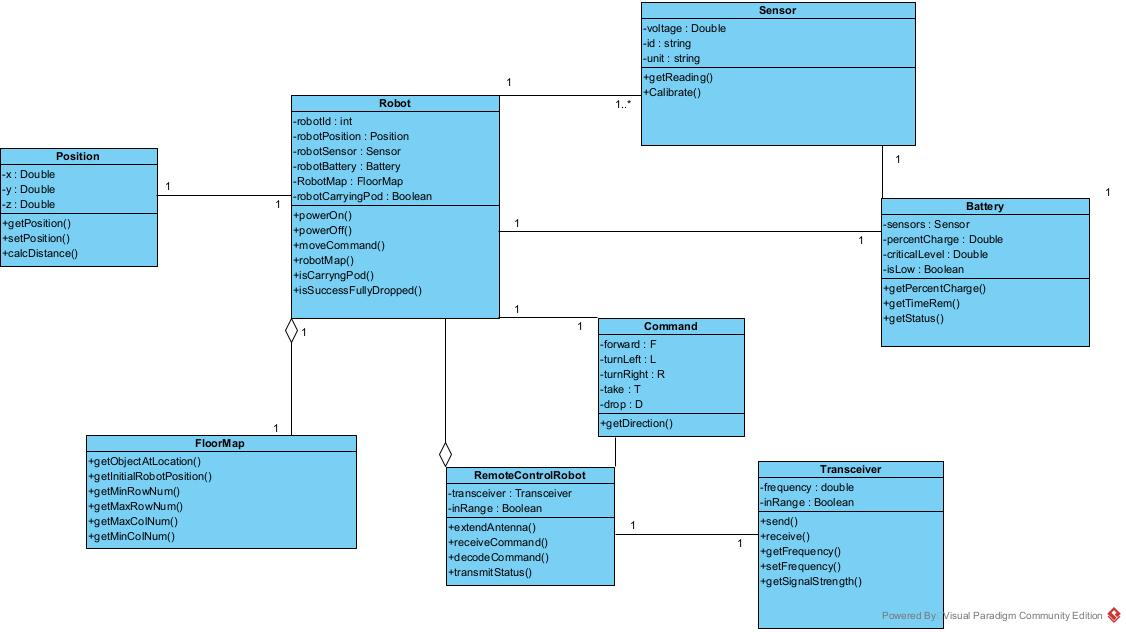 Sensor
-voltage : Double
-id : string
-unit : string
+getReading()
+Calibrate()
1
1..*
Robot
-robotId : int
-robotPosition : Position
-robotSensor : Sensor
-robotBattery : Battery
-RobotMap : FloorMap
-robotCarryingPod : Boolean
+powerOn()
+powerOff()
+moveCommand()
+robotMap()
+isCarryngPod()
+isSuccessFullyDropped()
Position
-x : Double
-y : Double
-z : Double
+getPosition()
+setPosition()
+calcDistance()
1
1
1
1
Battery
-sensors : Sensor
-percentCharge : Double
-criticalLevel : Double
-isLow : Boolean
+getPercentCharge()
+getTimeRem()
+getStatus()
1
1
1
1
Command
-forward : F
-turnLeft : L
-turnRight : R
-take : T
-drop : D
+getDirection()
1
1
FloorMap
+getObjectAtLocation()
+getInitialRobotPosition()
+getMinRowNum()
+getMaxRowNum()
+getMaxColNum()
+getMinColNum()
RemoteControlRobot
-transceiver : Transceiver
-inRange : Boolean
+extendAntenna()
+receiveCommand()
+decodeCommand()
+transmitStatus()
1
1
Transceiver
-frequency : double
-inRange : Boolean
+send()
+receive()
+getFrequency()
+setFrequency()
+getSignalStrength()
Powered By Visual Paradigm Community Edition